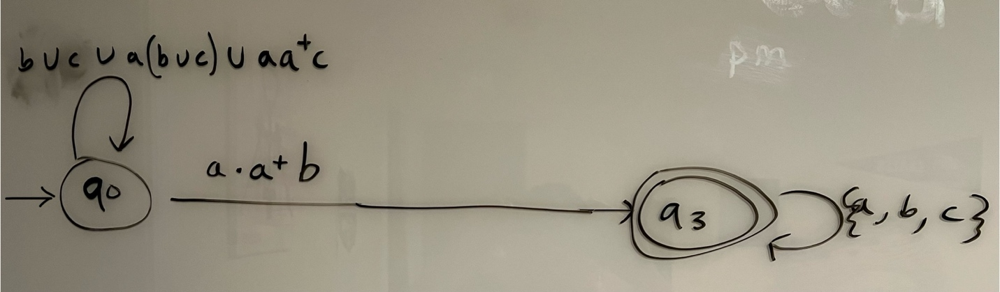 b ∪ c ∪ a(b ∪ c) ∪ aa⁺c
pm
a · a⁺ b
q0
q3
{a, b, c}